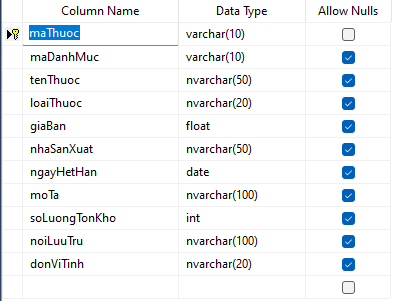 Column Name Data Type Allow Nulls
maThuoc varchar(10)
maDanhMuc varchar(10)
tenThuoc nvarchar(50)
loaiThuoc nvarchar(20)
giaBan float
nhaSanXuat nvarchar(50)
ngayHetHan date
moTa nvarchar(100)
soLuongTonKho int
noiLuuTru nvarchar(100)
donViTinh nvarchar(20)